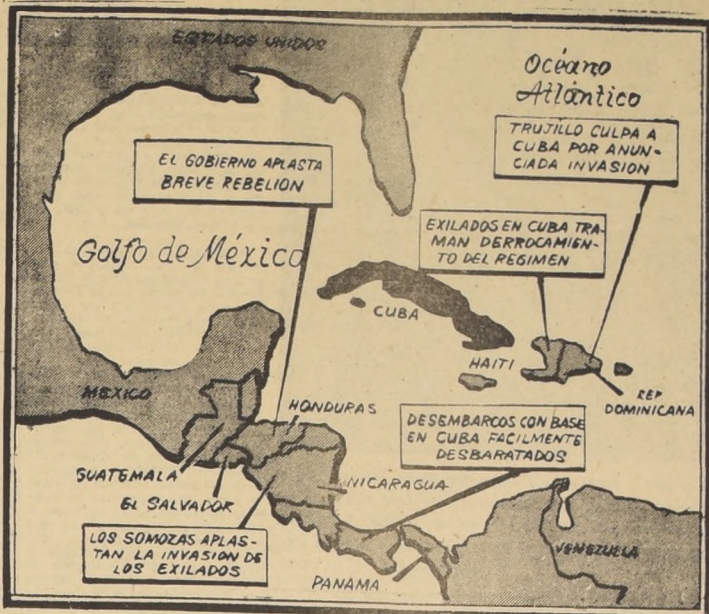 ESTADOS UNIDOS
Océano
Atlántico
TRUJILLO CULPA A
CUBA POR ANUN-
CIADA INVASION
EL GOBIERNO APLASTA
BREVE REBELION
EXILADOS EN CUBA TRA-
MAN DERROCAMIEN-
TO DEL REGIMEN
Golfo de México
CUBA
HAITI
REP
DOMINICANA
MEXICO
HONDURAS
DESEMBARCOS CON BASE
EN CUBA FACILMENTE
DESBARATADOS
GUATEMALA
EL SALVADOR
NICARAGUA
LOS SOMOZAS APLAS-
TAN LA INVASION DE
LOS EXILADOS
VENEZUELA
PANAMA